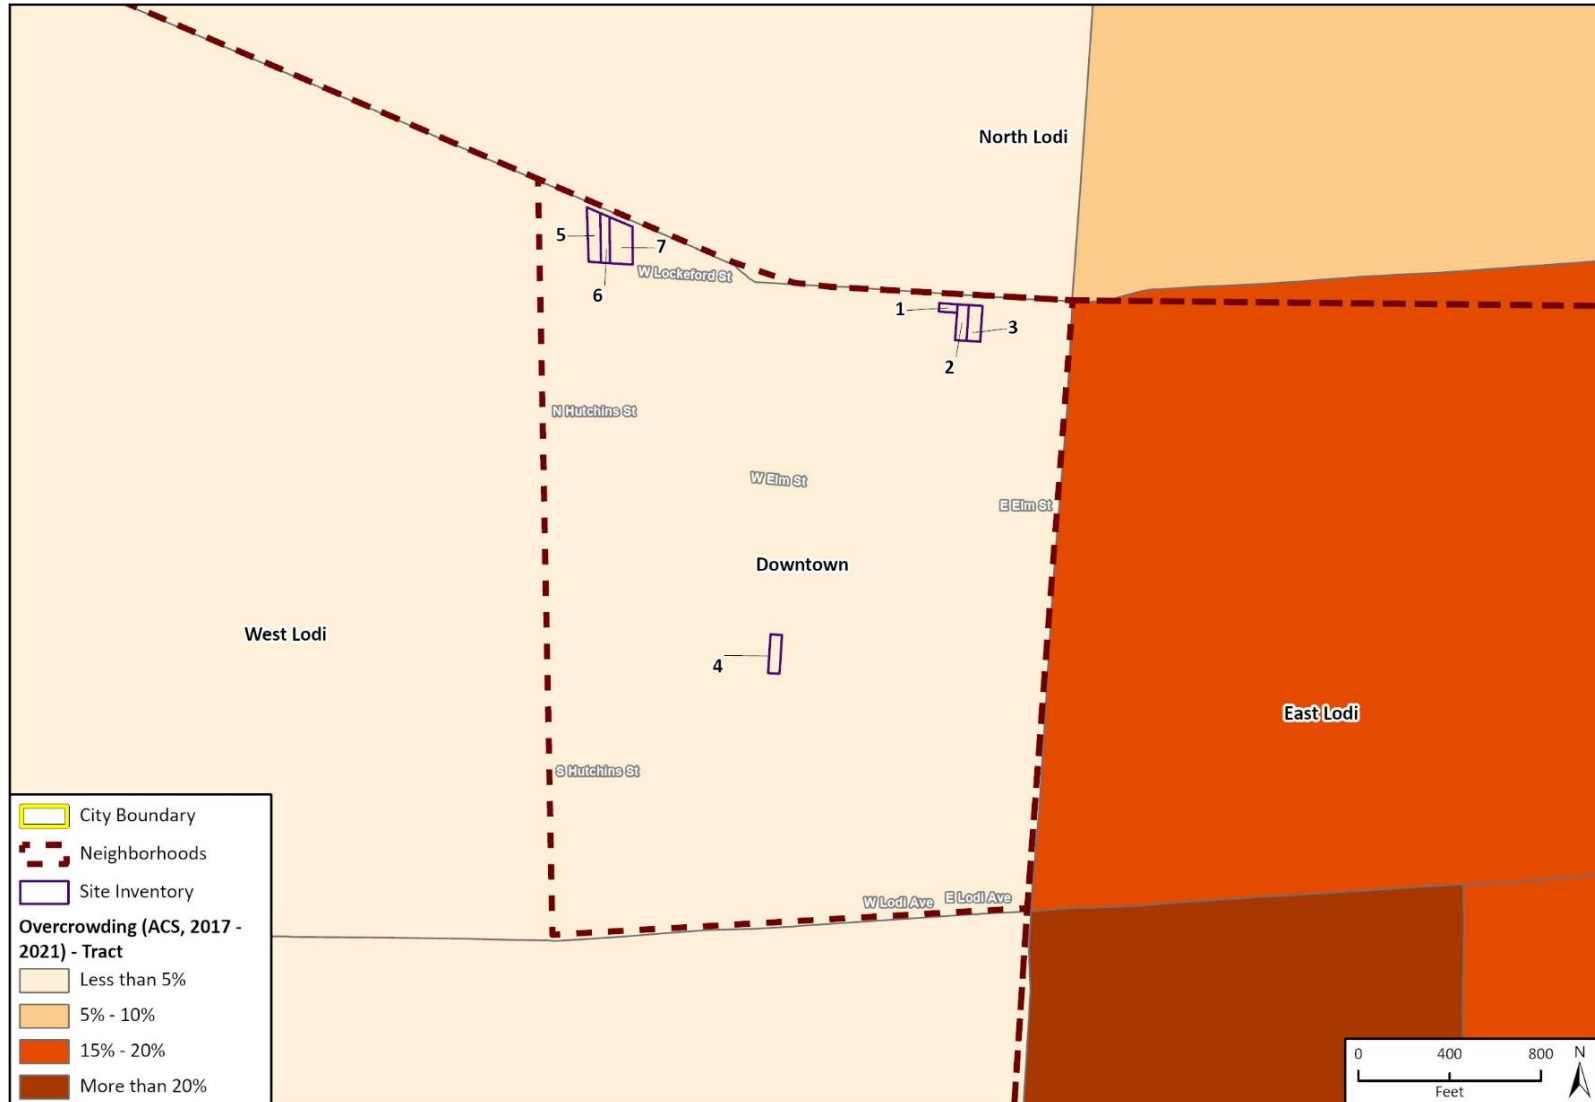 North Lodi
5
7
W Lockeford St
6
1
3
2
N Hutchins St
W Elm St
E Elm St
Downtown
West Lodi
4
East Lodi
S Hutchins St
W Lodi Ave
E Lodi Ave
City Boundary
Neighborhoods
Site Inventory
Overcrowding (ACS, 2017 -
2021) - Tract
Less than 5%
5% - 10%
15% - 20%
More than 20%
0 400 800
Feet
N